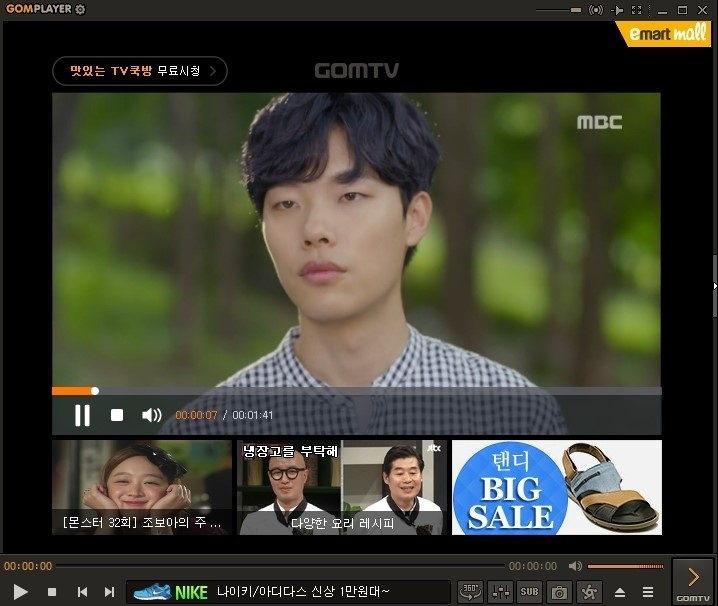 GOMPLAYER
emart mall
맛있는 TV쿡방 무료시청
GOMTV
MBC
00:00:07 / 00:01:41
냉장고를 부탁해
jtbc
[몬스터 32회] 조보아의 주 ...
다양한 요리 레시피
탠디
BIG
SALE
00:00:00
00:00:00
NIKE 나이키/아디다스 신상 1만원대~
360°
SUB
GOMTV